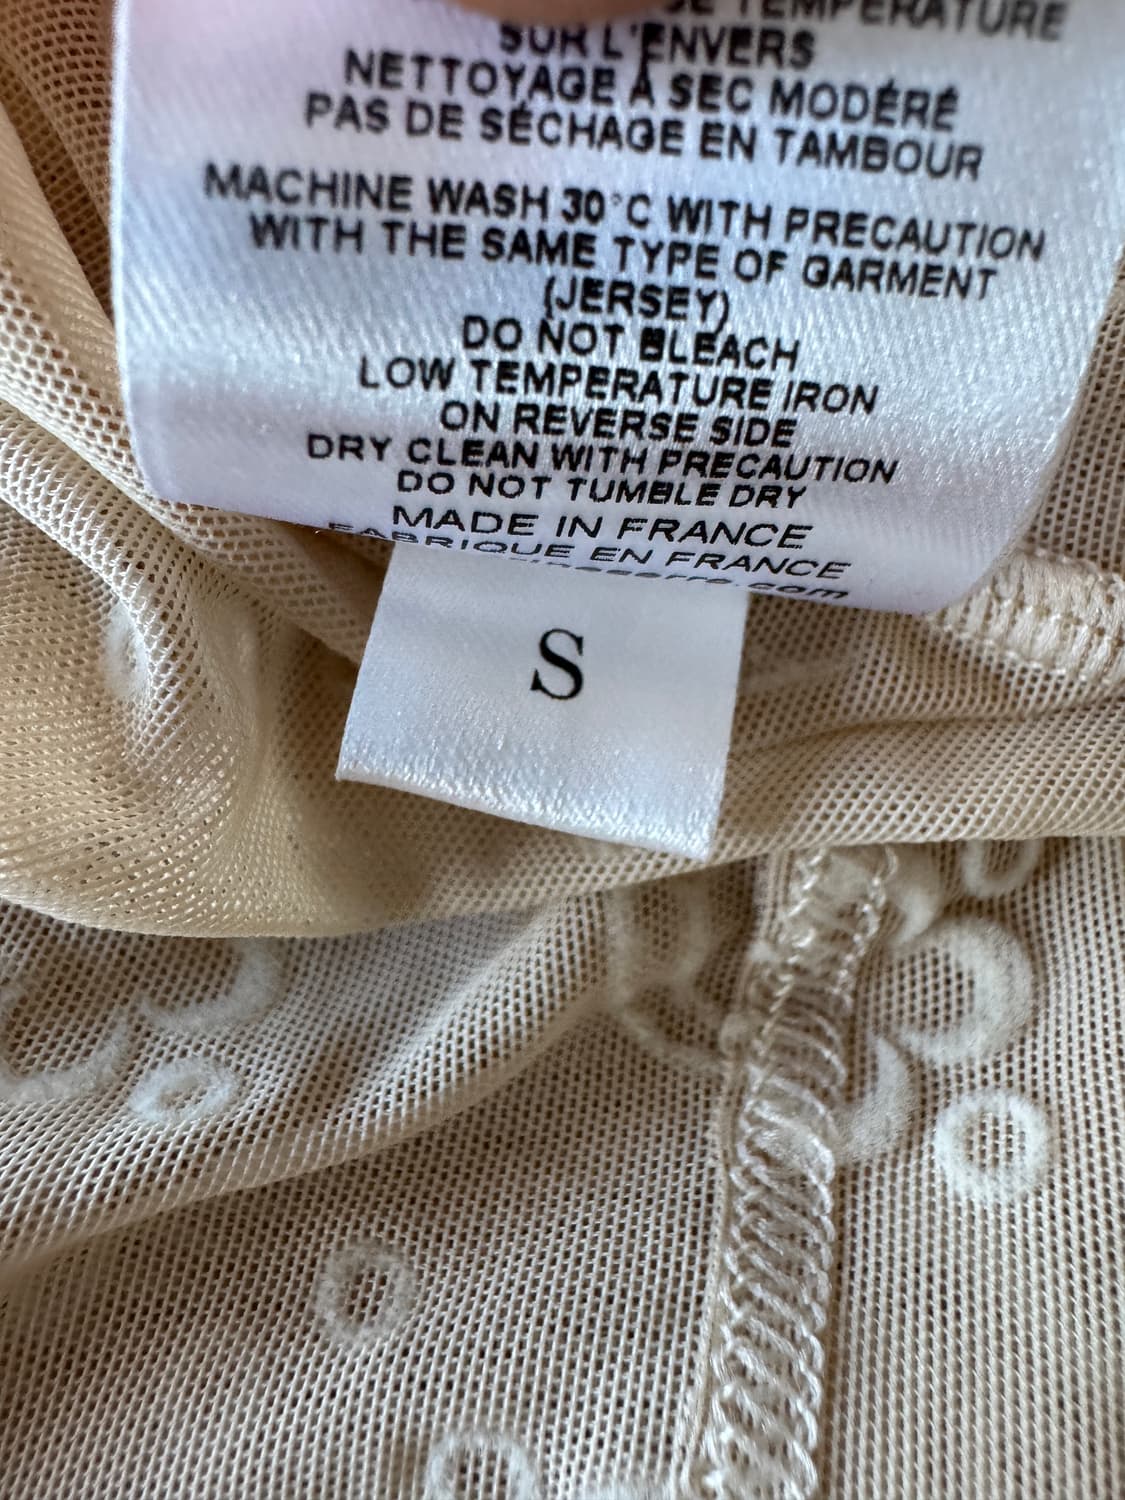 TEMPÉRATURE
SUR L'ENVERS
NETTOYAGE À SEC MODÉRÉ
PAS DE SÉCHAGE EN TAMBOUR
MACHINE WASH 30°C WITH PRECAUTION
WITH THE SAME TYPE OF GARMENT
(JERSEY)
DO NOT BLEACH
LOW TEMPERATURE IRON
ON REVERSE SIDE
DRY CLEAN WITH PRECAUTION
DO NOT TUMBLE DRY
MADE IN FRANCE
FABRIQUE EN FRANCE
S